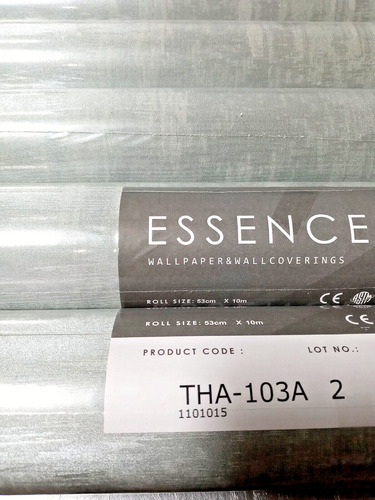 ESSENCE
WALLPAPER&WALLCOVERINGS
ROLL SIZE: 53cm X 10m CE ASTM
ROLL SIZE: 53cm X 10m CE
PRODUCT CODE : LOT NO.:
THA-103A 2
1101015